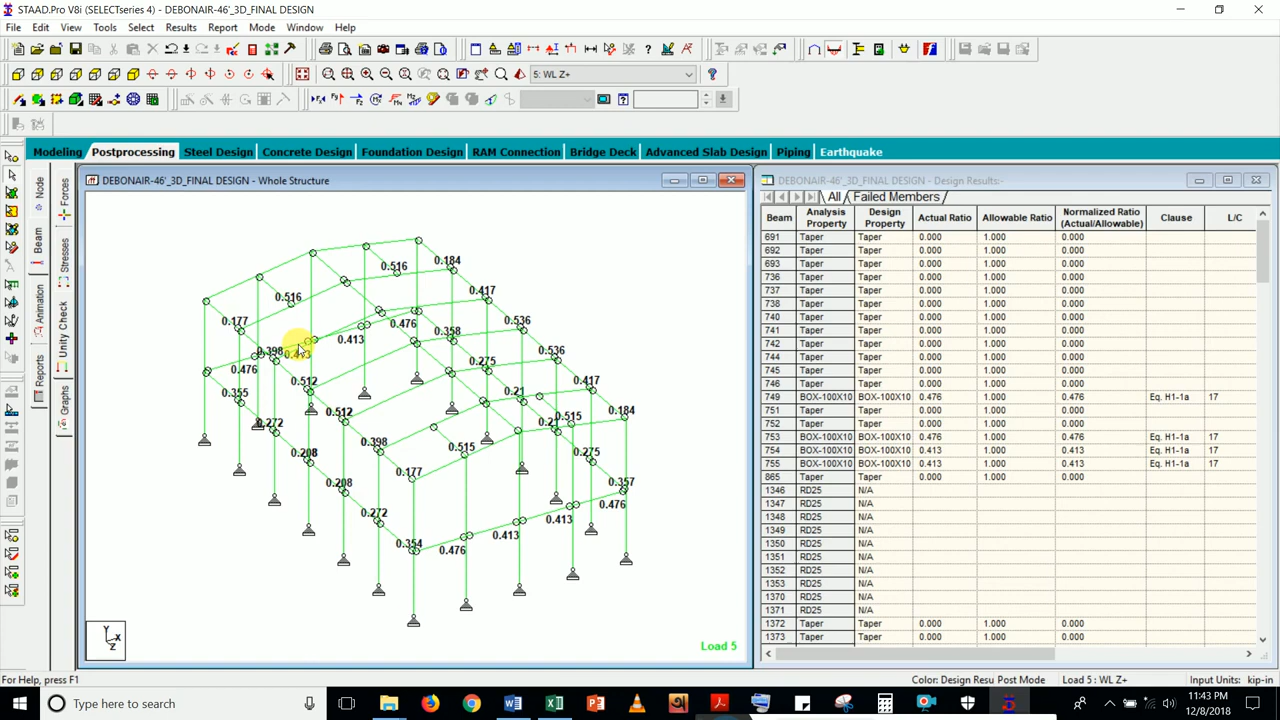 STAAD.Pro V8i (SELECTseries 4) - DEBONAIR-46'_3D_FINAL DESIGN
File Edit View Tools Select Results Report Mode Window Help
5: WL Z+
Modeling Postprocessing Steel Design Concrete Design Foundation Design RAM Connection Bridge Deck Advanced Slab Design Piping Earthquake
Node
Beam
Animation
Reports
Forces
Stresses
Unity Check
Graphs
DEBONAIR-46'_3D_FINAL DESIGN - Whole Structure
0.516 0.184
0.516 0.417
0.177 0.476 0.536
0.413 0.358
0.398 0.536
0.476 0.275
0.512 0.417
0.355 0.21
0.512 0.515 0.184
0.272 0.21
0.398
0.208 0.515 0.275
0.177
0.208 0.357
0.272 0.476
0.413
0.413
0.354 0.476
Y
X
Z
Load 5
DEBONAIR-46'_3D_FINAL DESIGN - Design Results:-
All Failed Members
Beam Analysis Property Design Property Actual Ratio Allowable Ratio Normalized Ratio (Actual/Allowable) Clause L/C
691 Taper Taper 0.000 1.000 0.000
692 Taper Taper 0.000 1.000 0.000
693 Taper Taper 0.000 1.000 0.000
736 Taper Taper 0.000 1.000 0.000
737 Taper Taper 0.000 1.000 0.000
738 Taper Taper 0.000 1.000 0.000
740 Taper Taper 0.000 1.000 0.000
741 Taper Taper 0.000 1.000 0.000
742 Taper Taper 0.000 1.000 0.000
744 Taper Taper 0.000 1.000 0.000
745 Taper Taper 0.000 1.000 0.000
746 Taper Taper 0.000 1.000 0.000
749 BOX-100X10 BOX-100X10 0.476 1.000 0.476 Eq. H1-1a 17
751 Taper Taper 0.000 1.000 0.000
752 Taper Taper 0.000 1.000 0.000
753 BOX-100X10 BOX-100X10 0.476 1.000 0.476 Eq. H1-1a 17
754 BOX-100X10 BOX-100X10 0.413 1.000 0.413 Eq. H1-1a 17
755 BOX-100X10 BOX-100X10 0.413 1.000 0.413 Eq. H1-1a 17
865 Taper Taper 0.000 1.000 0.000
1346 RD25 N/A
1347 RD25 N/A
1348 RD25 N/A
1349 RD25 N/A
1350 RD25 N/A
1351 RD25 N/A
1352 RD25 N/A
1353 RD25 N/A
1370 RD25 N/A
1371 RD25 N/A
1372 Taper Taper 0.000 1.000 0.000
1373 Taper Taper 0.000 1.000 0.000
For Help, press F1
Color: Design Resu Post Mode Load 5 : WL Z+ Input Units: kip-in
Type here to search
11:43 PM
12/8/2018